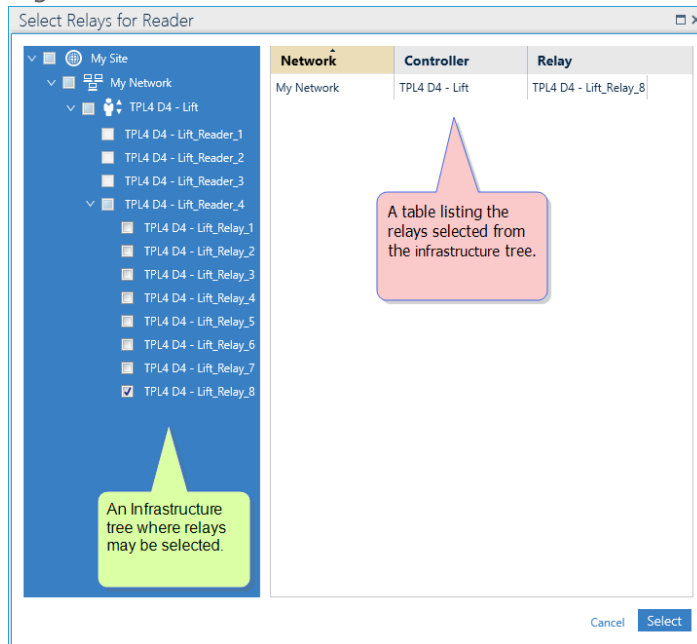 Select Relays for Reader
My Site
My Network
TPL4 D4 - Lift
TPL4 D4 - Lift_Reader_1
TPL4 D4 - Lift_Reader_2
TPL4 D4 - Lift_Reader_3
TPL4 D4 - Lift_Reader_4
TPL4 D4 - Lift_Relay_1
TPL4 D4 - Lift_Relay_2
TPL4 D4 - Lift_Relay_3
TPL4 D4 - Lift_Relay_4
TPL4 D4 - Lift_Relay_5
TPL4 D4 - Lift_Relay_6
TPL4 D4 - Lift_Relay_7
TPL4 D4 - Lift_Relay_8
An Infrastructure
tree where relays
may be selected.
Network Controller Relay
My Network TPL4 D4 - Lift TPL4 D4 - Lift_Relay_8
A table listing the
relays selected from
the infrastructure tree.
Cancel Select